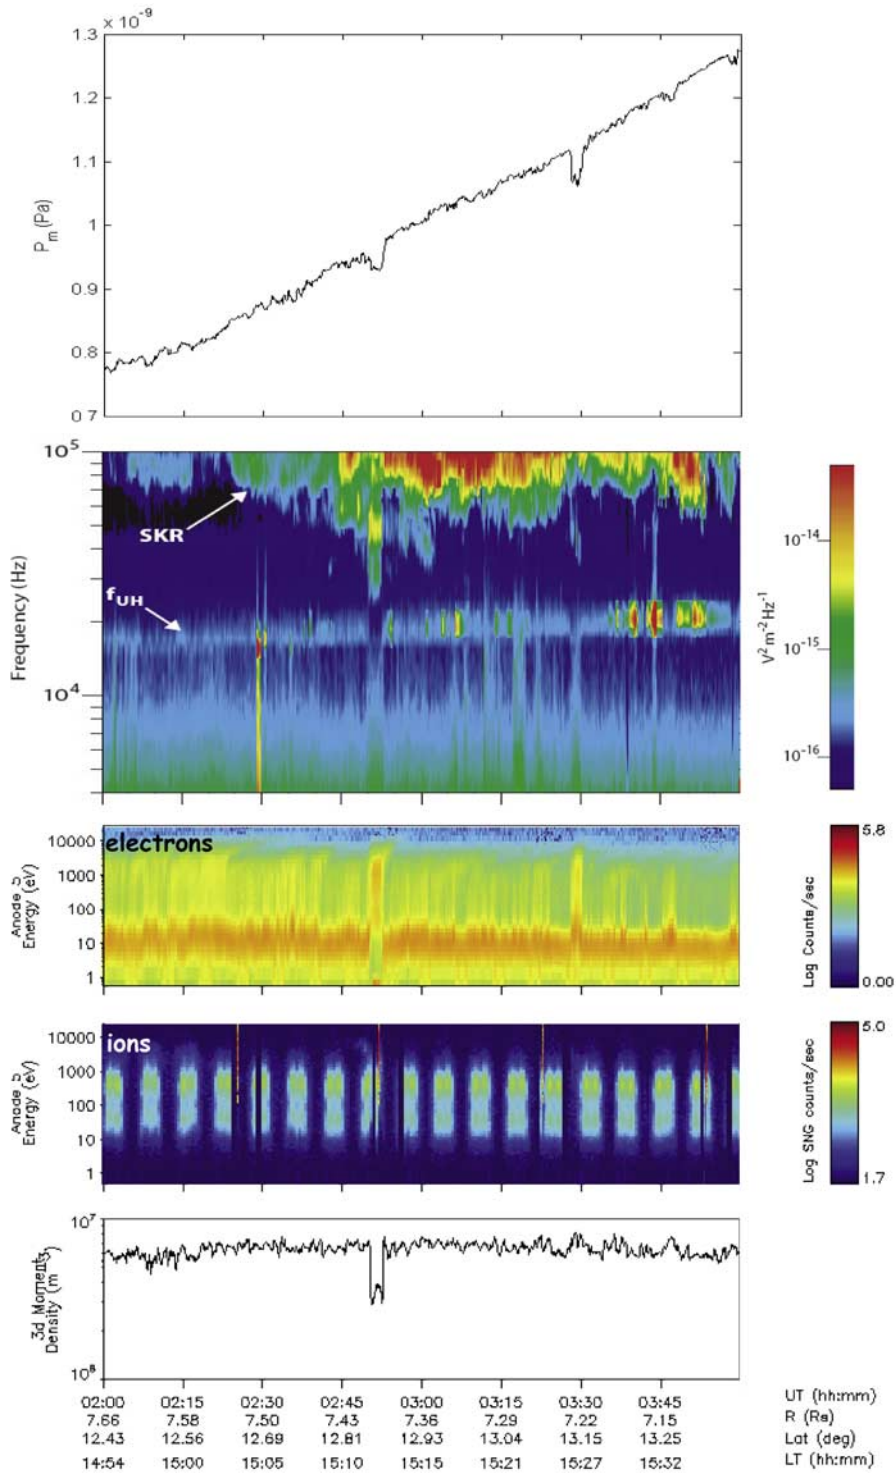 × 10⁻⁹
1.3
1.2
1.1
1
0.9
0.8
0.7
Pm (Pa)
10⁵
SKR
fUH
10⁴
Frequency (Hz)
10⁻¹⁴
10⁻¹⁵
10⁻¹⁶
V² m⁻² Hz⁻¹
electrons
10000
1000
100
10
1
Anode 5
Energy (eV)
5.8
0.00
Log Counts/sec
ions
10000
1000
100
10
1
Anode 5
Energy (eV)
5.0
1.7
Log SNG counts/sec
10⁷
10⁶
3d Moment
Density (m⁻³)
02:00 02:15 02:30 02:45 03:00 03:15 03:30 03:45 UT (hh:mm)
7.66 7.58 7.50 7.43 7.36 7.29 7.22 7.15 R (Rs)
12.43 12.56 12.69 12.81 12.93 13.04 13.15 13.25 Lat (deg)
14:54 15:00 15:05 15:10 15:15 15:21 15:27 15:32 LT (hh:mm)